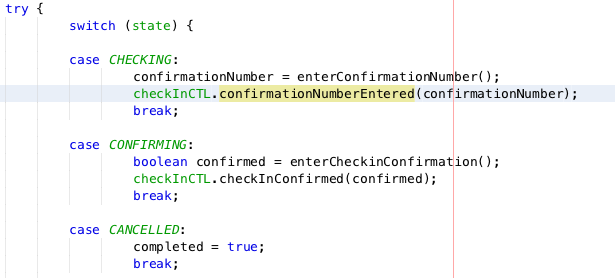 try {
switch (state) {
case CHECKING:
confirmationNumber = enterConfirmationNumber();
checkInCTL.confirmationNumberEntered(confirmationNumber);
break;
case CONFIRMING:
boolean confirmed = enterCheckinConfirmation();
checkInCTL.checkInConfirmed(confirmed);
break;
case CANCELLED:
completed = true;
break;